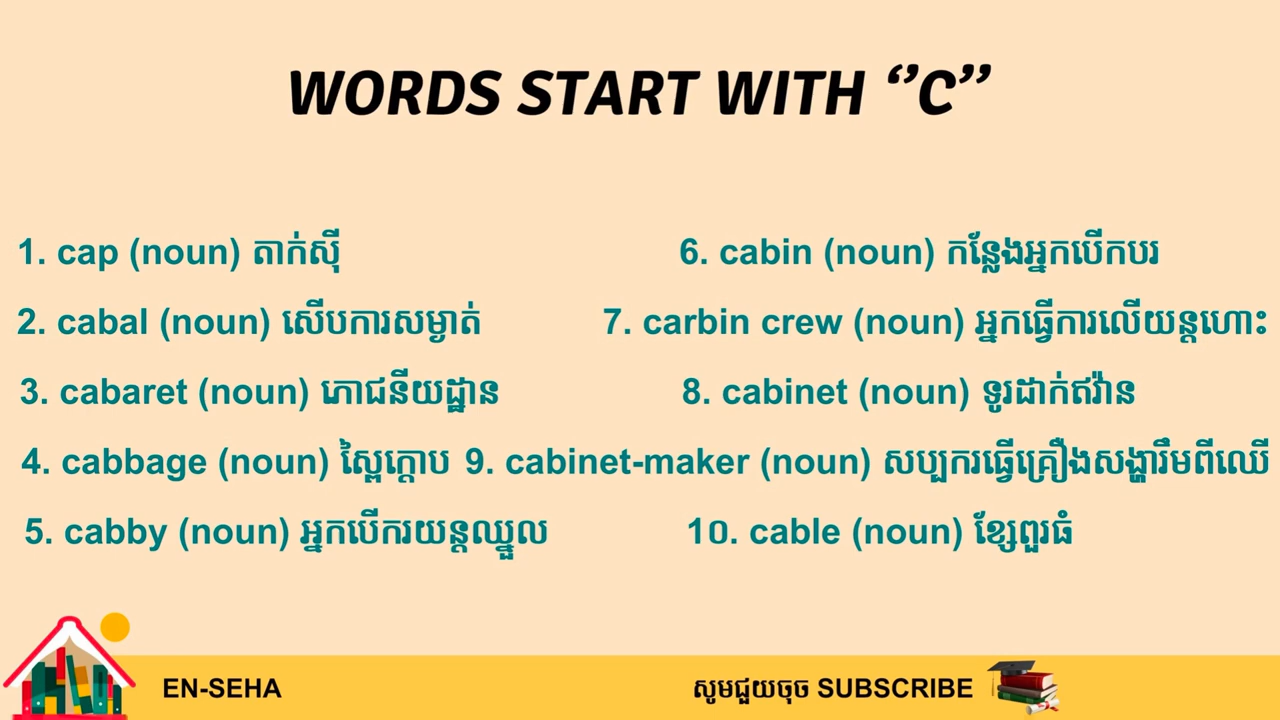 WORDS START WITH ‘’C’’
1. cap (noun) តាក់ស៊ី
2. cabal (noun) សើបការសម្ងាត់
3. cabaret (noun) ភោជនីយដ្ឋាន
4. cabbage (noun) ស្ពៃក្តោប
5. cabby (noun) អ្នកបើករយន្តឈ្នួល
6. cabin (noun) កន្លែងអ្នកបើកបរ
7. carbin crew (noun) អ្នកធ្វើការលើយន្តហោះ
8. cabinet (noun) ទូរដាក់ឥវ៉ាន
9. cabinet-maker (noun) សប្បករធ្វើគ្រឿងសង្ហារឹមពីឈើ
10. cable (noun) ខ្សែពួរធំ
EN-SEHA
សូមជួយចុច SUBSCRIBE